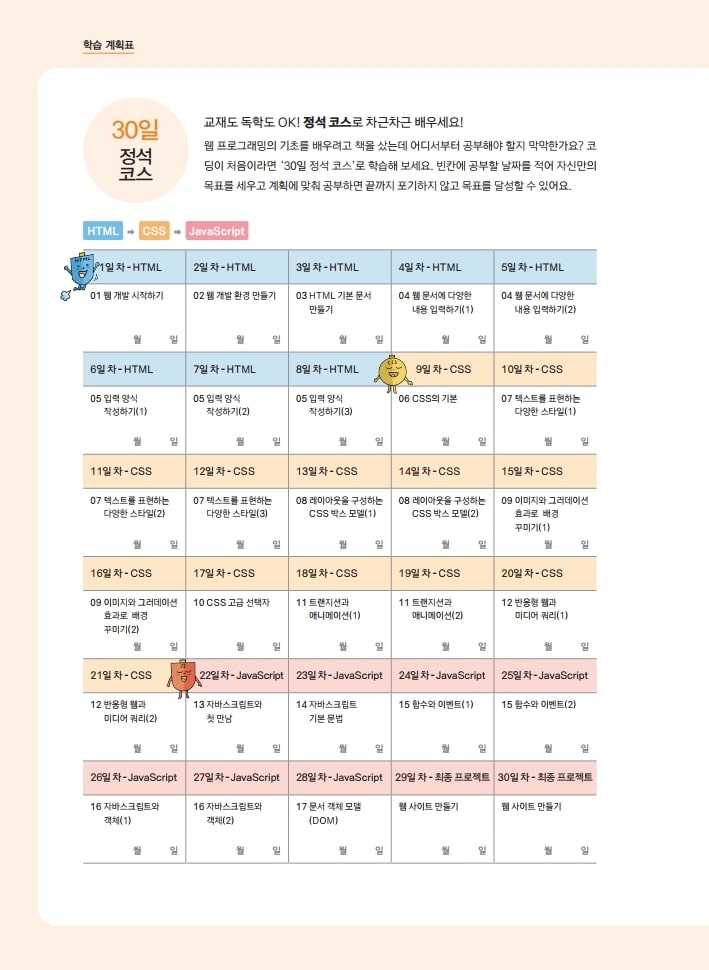 학습 계획표
30일
정석
코스
교재도 독학도 OK! 정석 코스로 차근차근 배우세요!
웹 프로그래밍의 기초를 배우려고 책을 샀는데 어디서부터 공부해야 할지 막막한가요? 코
딩이 처음이라면 ‘30일 정석 코스’로 학습해 보세요. 빈칸에 공부할 날짜를 적어 자신만의
목표를 세우고 계획에 맞춰 공부하면 끝까지 포기하지 않고 목표를 달성할 수 있어요.
HTML ➡ CSS ➡ JavaScript
HTML
1일 차 - HTML 2일 차 - HTML 3일 차 - HTML 4일 차 - HTML 5일 차 - HTML
01 웹 개발 시작하기 02 웹 개발 환경 만들기 03 HTML 기본 문서 04 웹 문서에 다양한 04 웹 문서에 다양한
만들기 내용 입력하기(1) 내용 입력하기(2)
월 일 월 일 월 일 월 일 월 일
6일 차 - HTML 7일 차 - HTML 8일 차 - HTML 9일 차 - CSS 10일 차 - CSS
05 입력 양식 05 입력 양식 05 입력 양식 06 CSS의 기본 07 텍스트를 표현하는
작성하기(1) 작성하기(2) 작성하기(3) 다양한 스타일(1)
월 일 월 일 월 일 월 일 월 일
11일 차 - CSS 12일 차 - CSS 13일 차 - CSS 14일 차 - CSS 15일 차 - CSS
07 텍스트를 표현하는 07 텍스트를 표현하는 08 레이아웃을 구성하는 08 레이아웃을 구성하는 09 이미지와 그러데이션
다양한 스타일(2) 다양한 스타일(3) CSS 박스 모델(1) CSS 박스 모델(2) 효과로 배경
꾸미기(1)
월 일 월 일 월 일 월 일 월 일
16일 차 - CSS 17일 차 - CSS 18일 차 - CSS 19일 차 - CSS 20일 차 - CSS
09 이미지와 그러데이션 10 CSS 고급 선택자 11 트랜지션과 11 트랜지션과 12 반응형 웹과
효과로 배경 애니메이션(1) 애니메이션(2) 미디어 쿼리(1)
꾸미기(2)
월 일 월 일 월 일 월 일 월 일
21일 차 - CSS 22일차 - JavaScript 23일차 - JavaScript 24일차 - JavaScript 25일차 - JavaScript
12 반응형 웹과 13 자바스크립트와 14 자바스크립트 15 함수와 이벤트(1) 15 함수와 이벤트(2)
미디어 쿼리(2) 첫 만남 기본 문법
월 일 월 일 월 일 월 일 월 일
26일차 - JavaScript 27일차 - JavaScript 28일차 - JavaScript 29일차 - 최종 프로젝트 30일차 - 최종 프로젝트
16 자바스크립트와 16 자바스크립트와 17 문서 객체 모델 웹 사이트 만들기 웹 사이트 만들기
객체(1) 객체(2) (DOM)
월 일 월 일 월 일 월 일 월 일